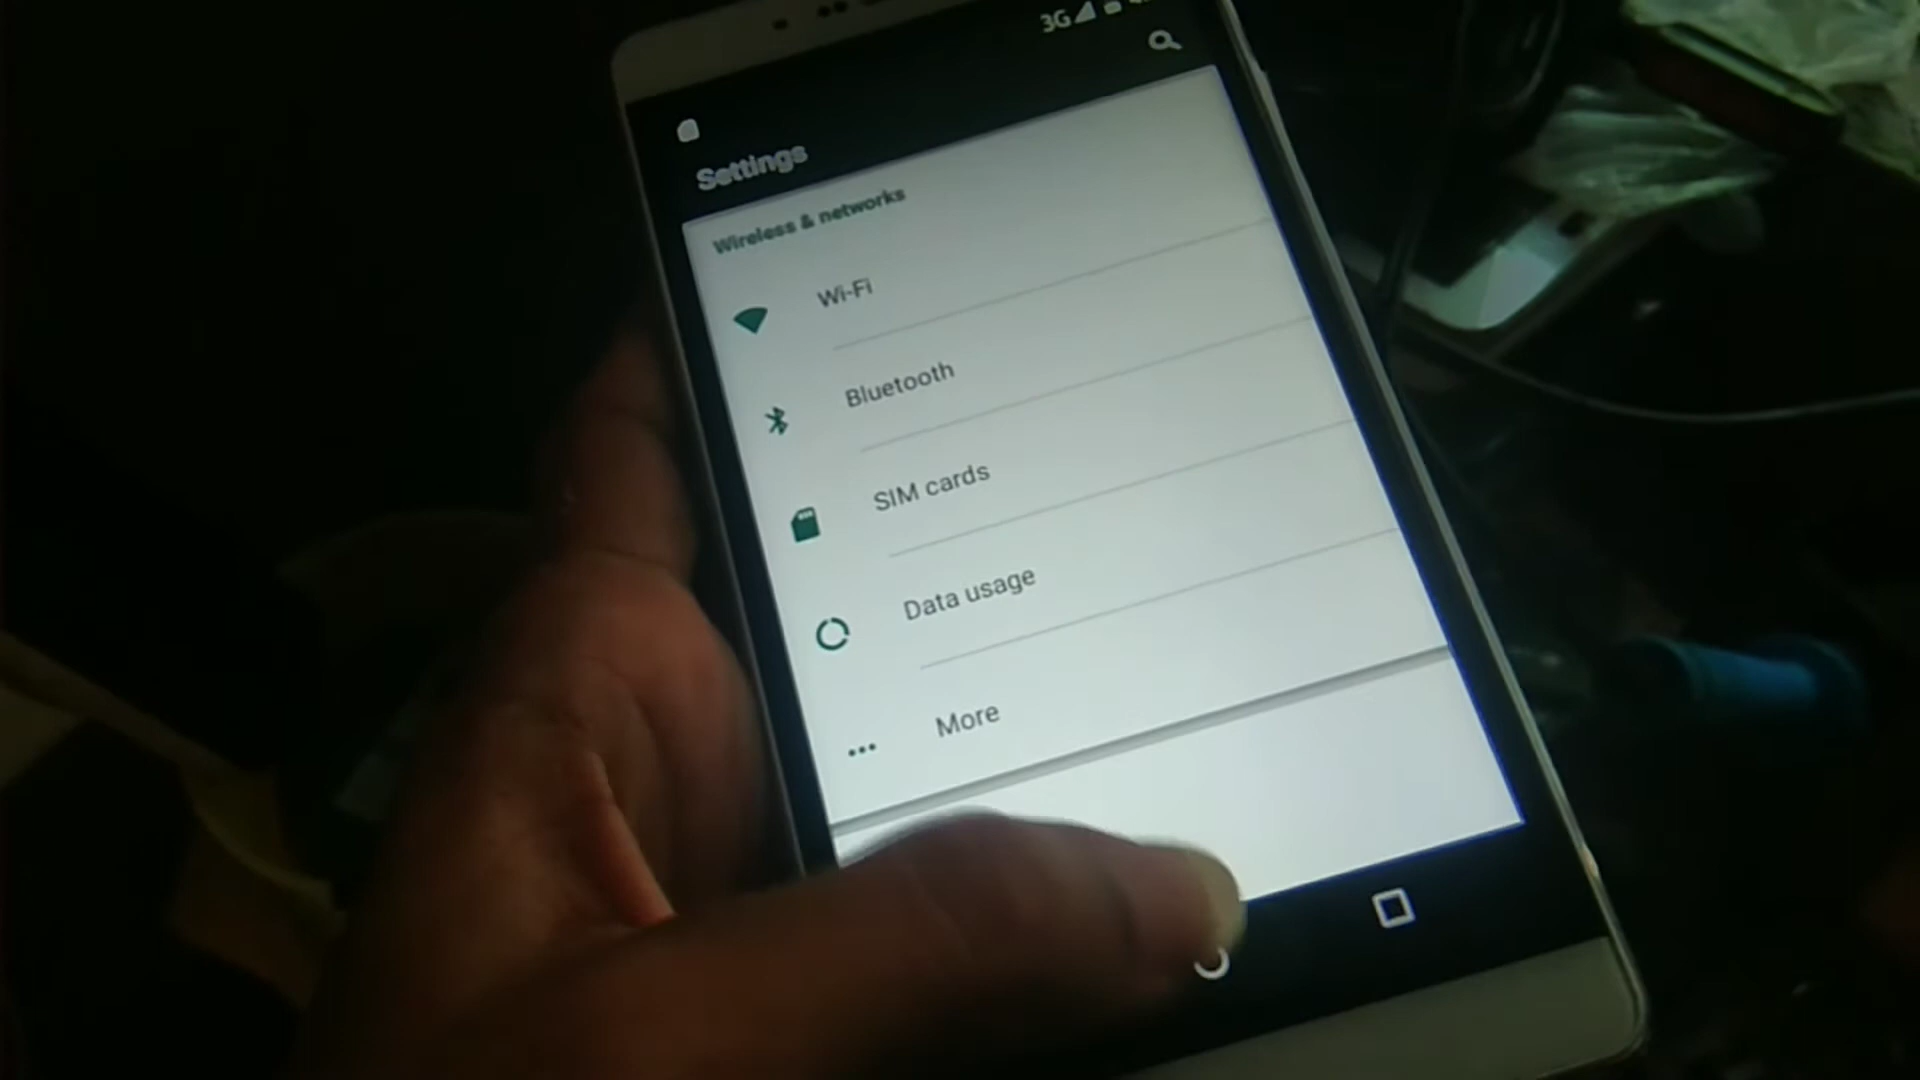 3G
Settings
Wireless & networks
Wi-Fi
Bluetooth
SIM cards
Data usage
More